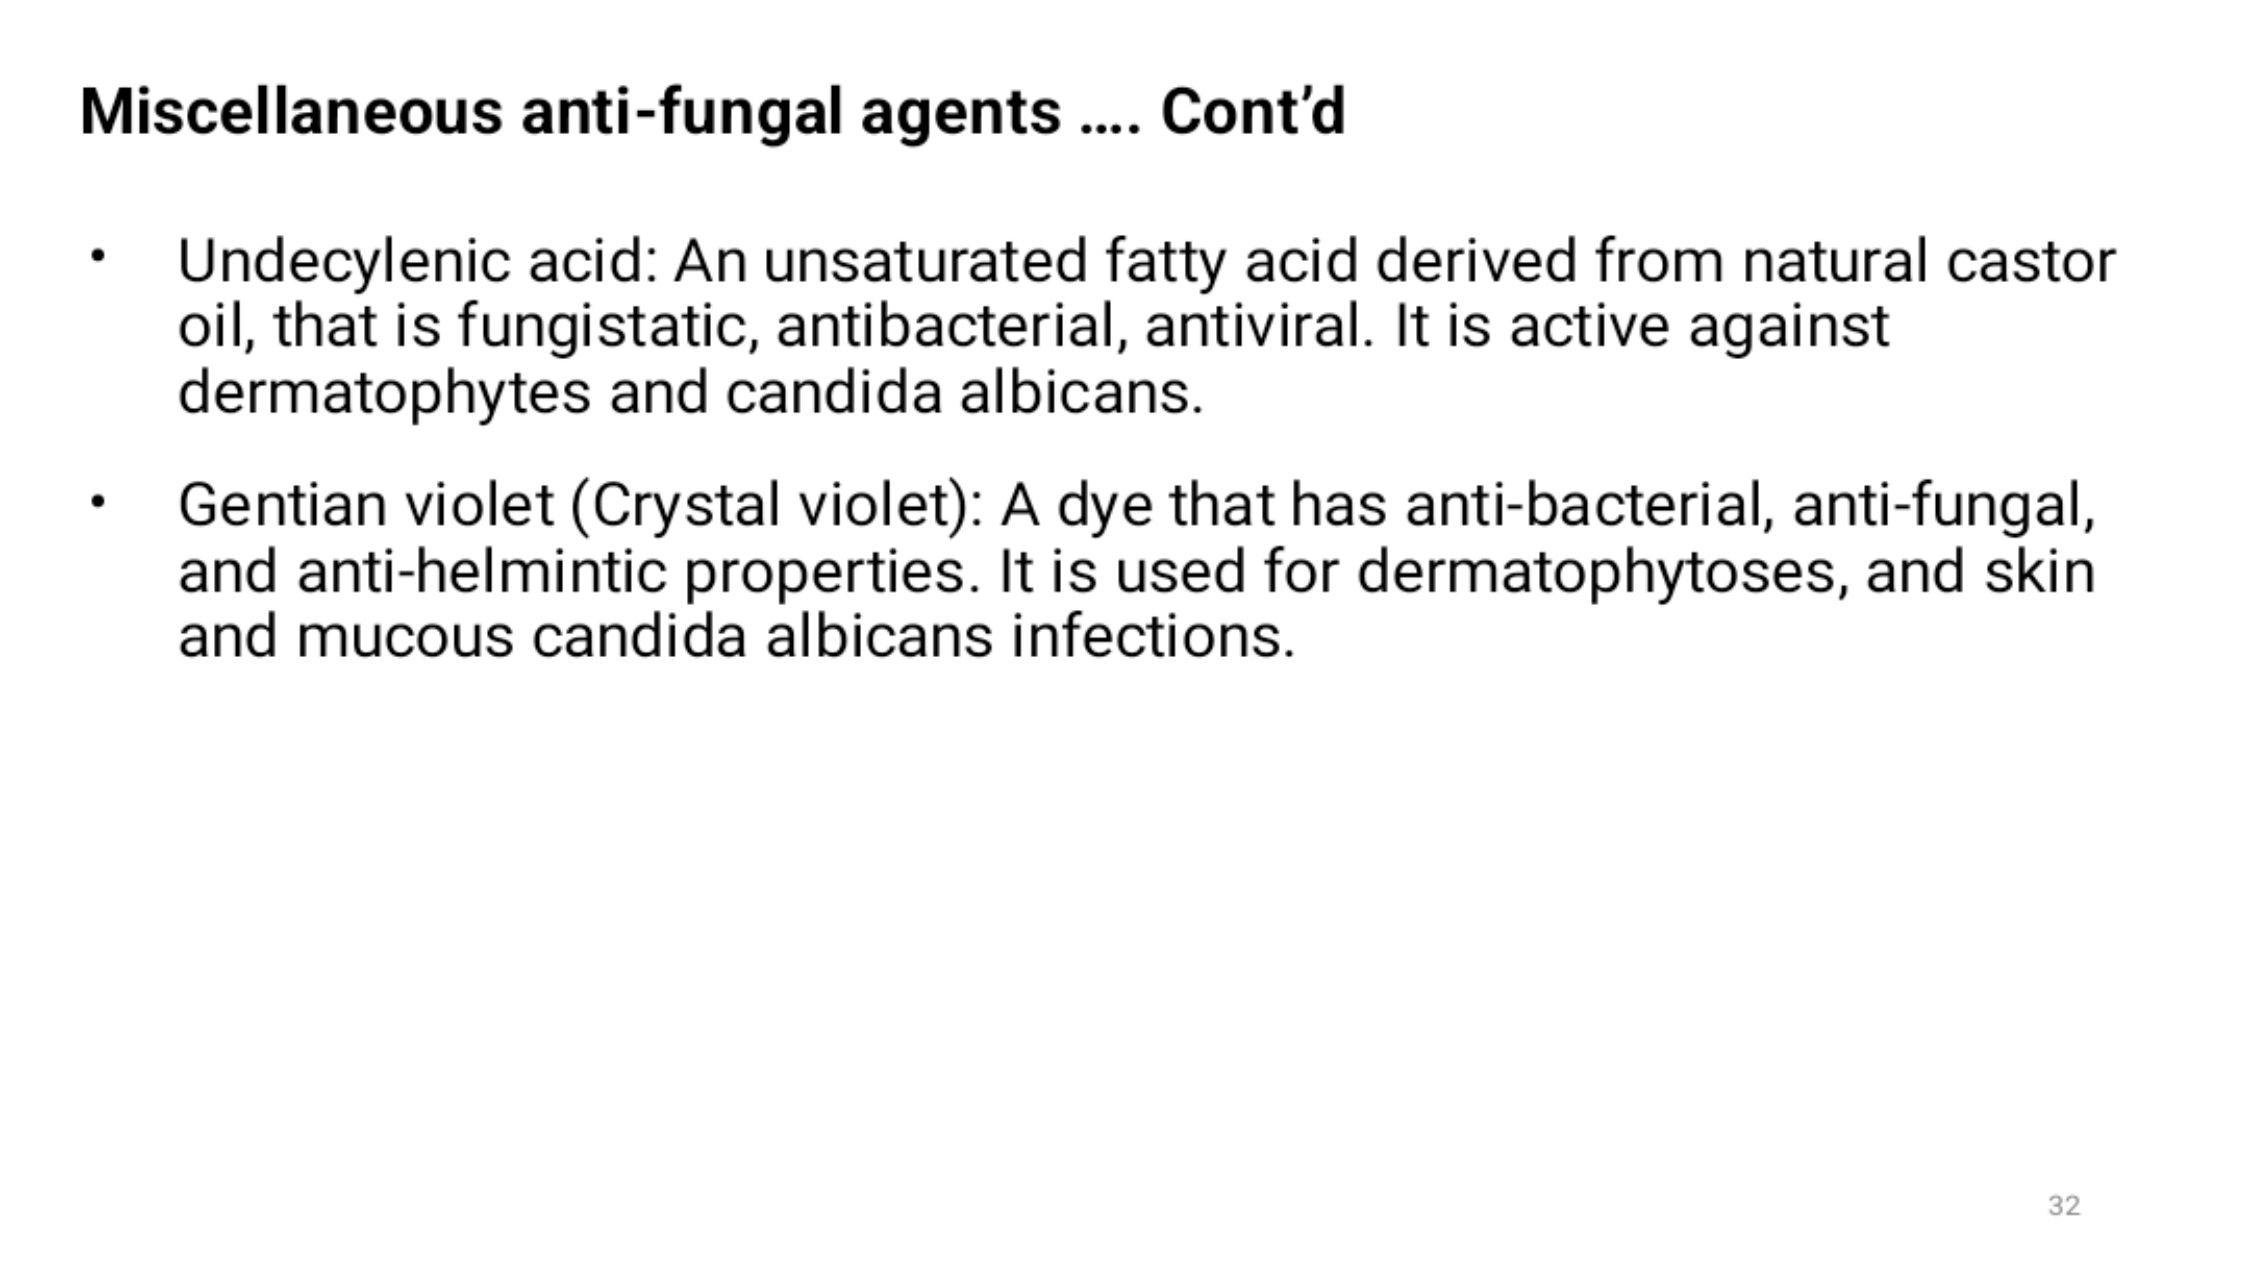 Miscellaneous anti-fungal agents .... Cont’d
• Undecylenic acid: An unsaturated fatty acid derived from natural castor
oil, that is fungistatic, antibacterial, antiviral. It is active against
dermatophytes and candida albicans.
• Gentian violet (Crystal violet): A dye that has anti-bacterial, anti-fungal,
and anti-helmintic properties. It is used for dermatophytoses, and skin
and mucous candida albicans infections.
32